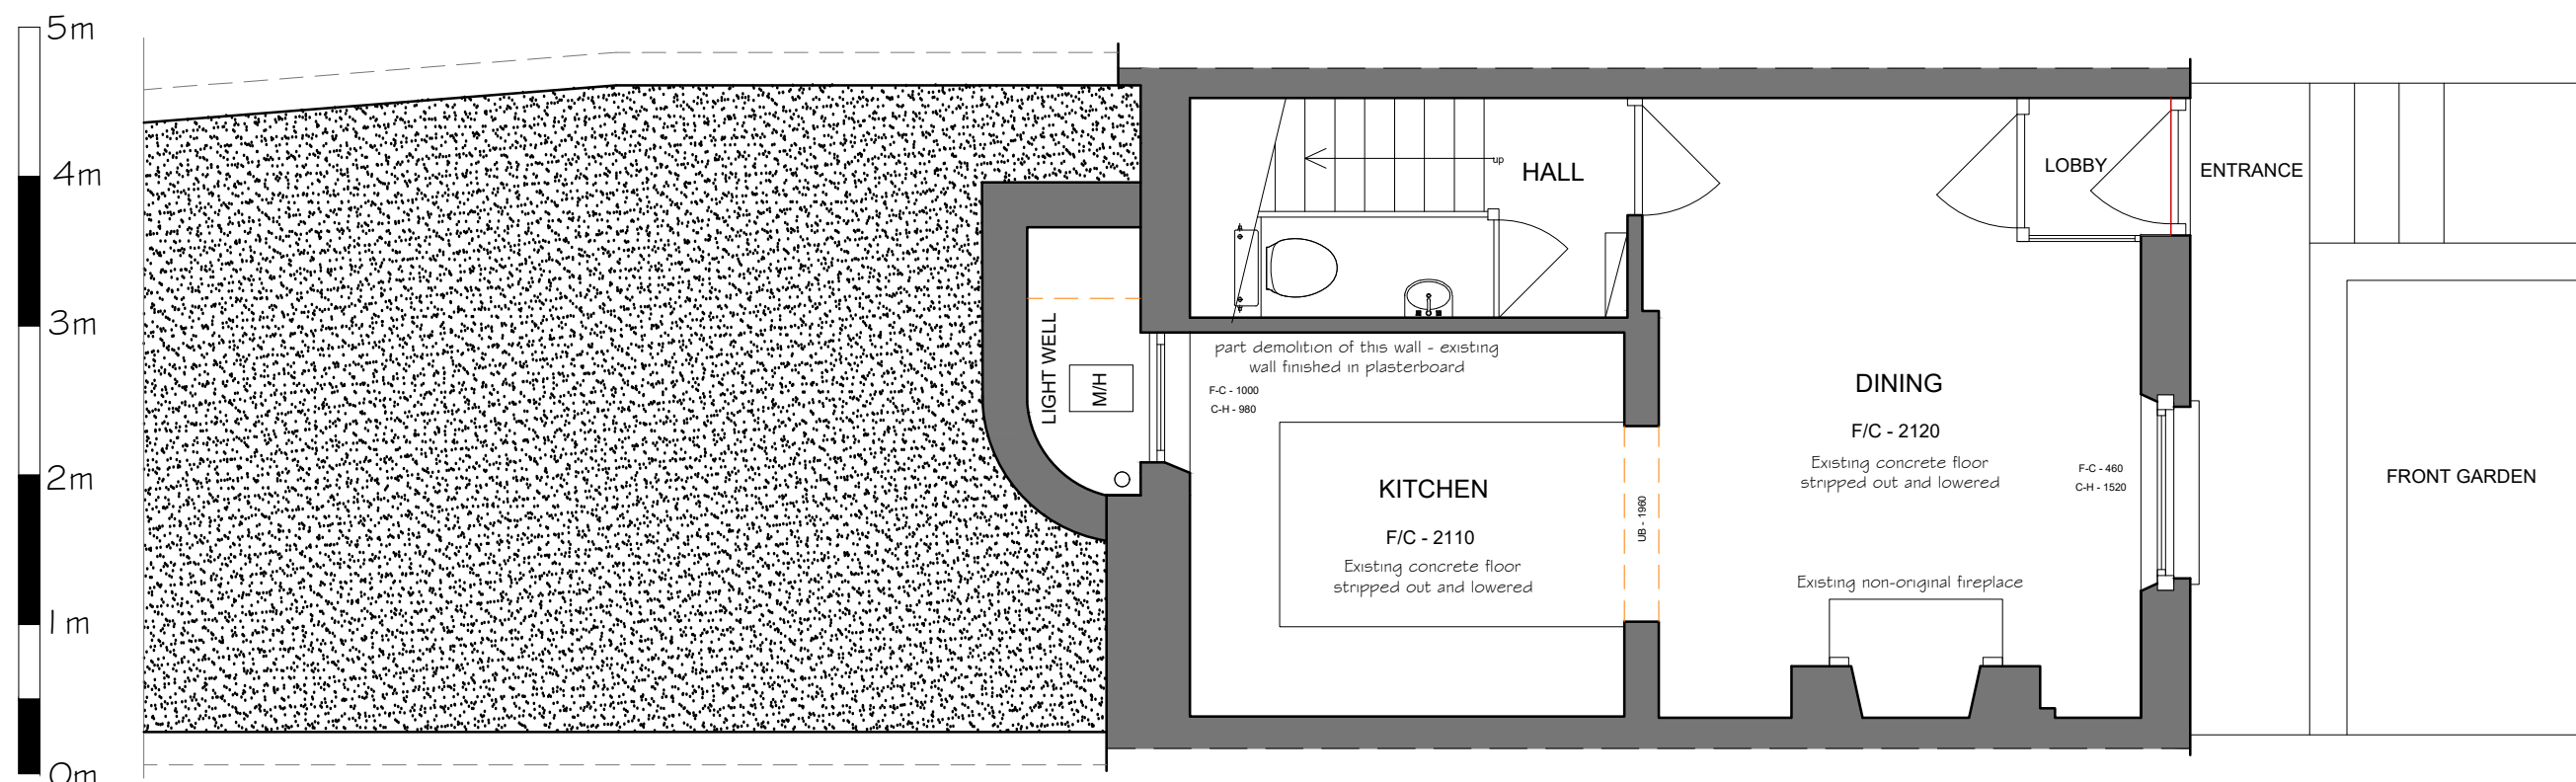 5m
4m
3m
2m
1m
0m
LIGHT WELL
M/H
up
HALL
part demolition of this wall - existing
wall finished in plasterboard
F-C - 1000
C-H - 980
KITCHEN
F/C - 2110
Existing concrete floor
stripped out and lowered
UB - 1960
DINING
F/C - 2120
Existing concrete floor
stripped out and lowered
Existing non-original fireplace
F-C - 460
C-H - 1520
LOBBY
ENTRANCE
FRONT GARDEN